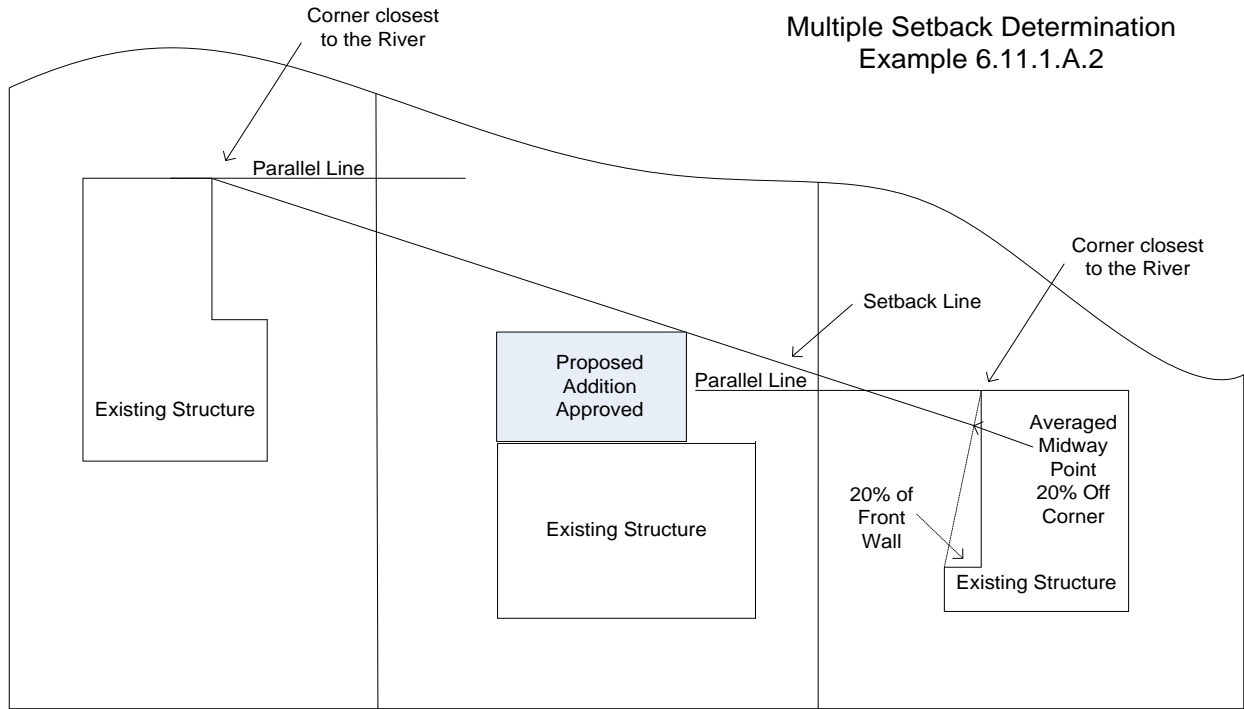 Multiple Setback Determination
Example 6.11.1.A.2
Corner closest
to the River
Parallel Line
Corner closest
to the River
Setback Line
Proposed
Addition
Approved
Parallel Line
Existing Structure
Averaged
Midway
Point
20% Off
Corner
20% of
Front
Wall
Existing Structure
Existing Structure